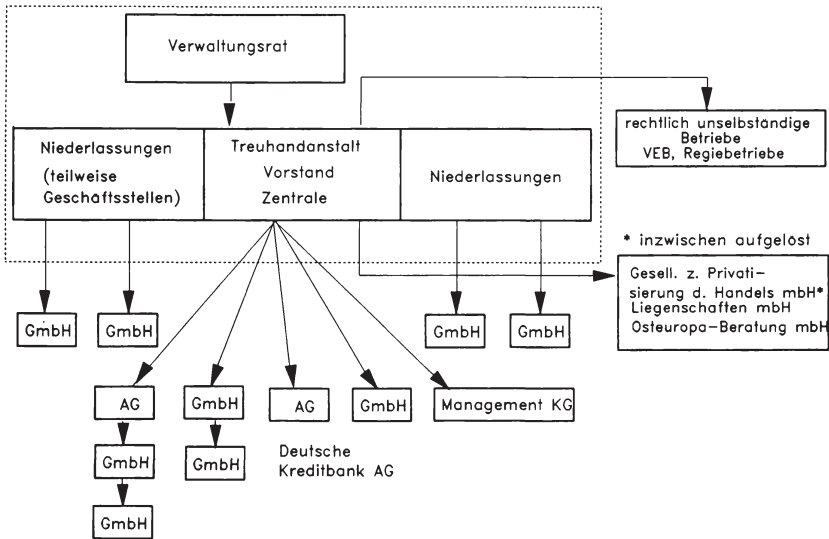 Verwaltungsrat
rechtlich unselbständige
Betriebe
VEB, Regiebetriebe
Niederlassungen
(teilweise
Geschäftsstellen)
Treuhandanstalt
Vorstand
Zentrale
Niederlassungen
* inzwischen aufgelöst
Gesell. z. Privati-
sierung d. Handels mbH*
Liegenschaften mbH
Osteuropa-Beratung mbH
GmbH
GmbH
GmbH
GmbH
AG
GmbH
AG
GmbH
Management KG
GmbH
GmbH
Deutsche
Kreditbank AG
GmbH